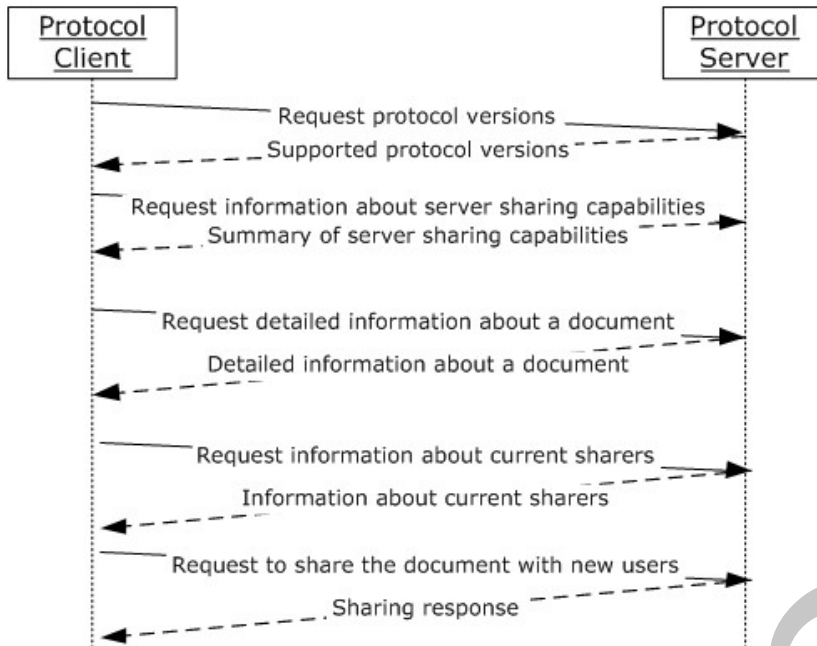 Protocol
Client
Protocol
Server
Request protocol versions
Supported protocol versions
Request information about server sharing capabilities
Summary of server sharing capabilities
Request detailed information about a document
Detailed information about a document
Request information about current sharers
Information about current sharers
Request to share the document with new users
Sharing response